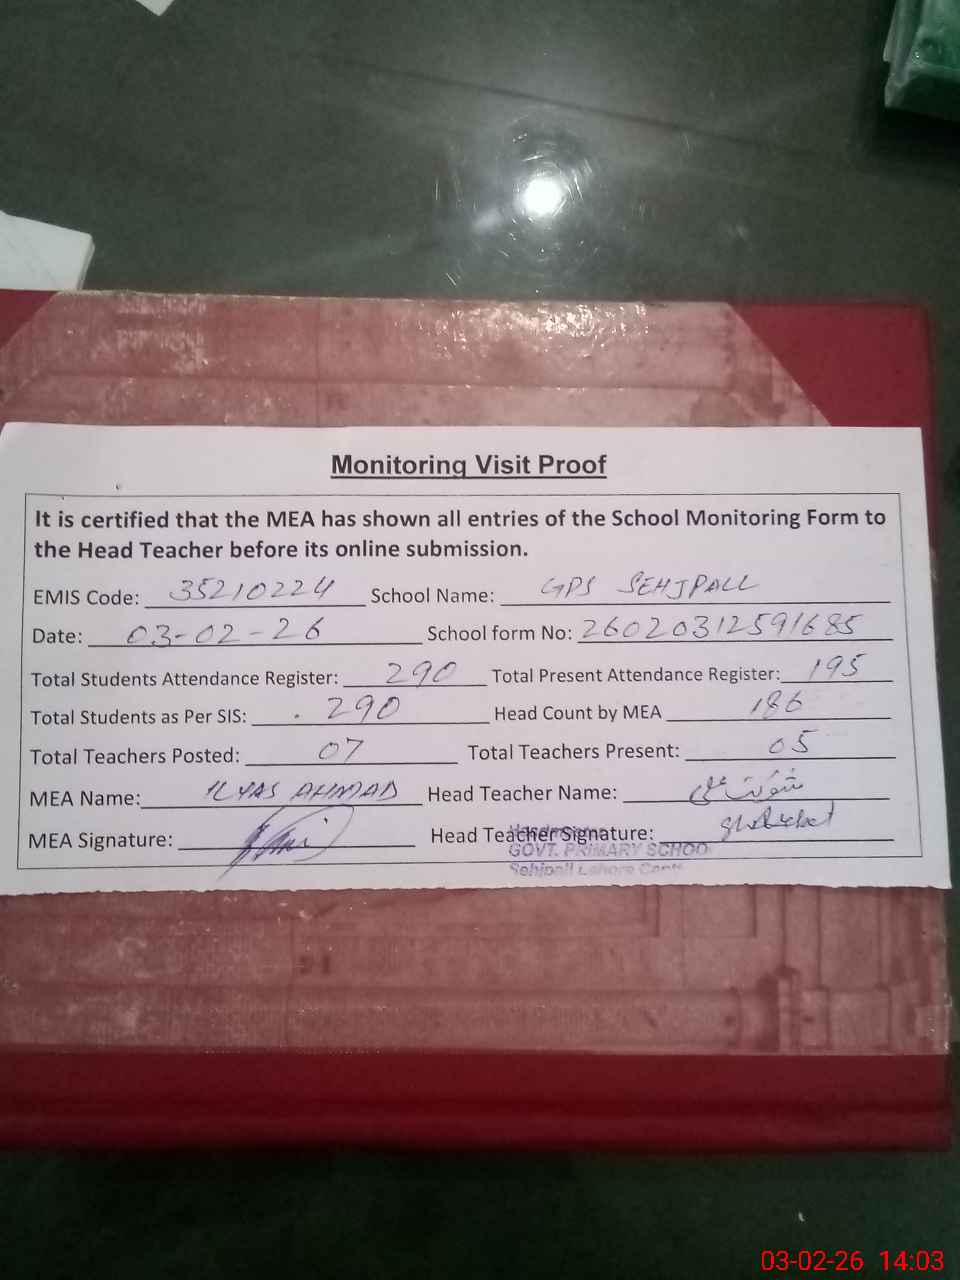 Monitoring Visit Proof
It is certified that the MEA has shown all entries of the School Monitoring Form to
the Head Teacher before its online submission.
EMIS Code: 35210224 School Name: GPS SEHJPALL
Date: 03-02-26 School form No: 26020312591685
Total Students Attendance Register: 290 Total Present Attendance Register: 195
Total Students as Per SIS: 290 Head Count by MEA 186
Total Teachers Posted: 07 Total Teachers Present: 05
MEA Name: ILYAS AHMAD Head Teacher Name: شوکت علی
MEA Signature: Head Teacher Signature:
GOVT. PRIMARY SCHOOL
Sehjpall Lahore Cantt
03-02-26 14:03